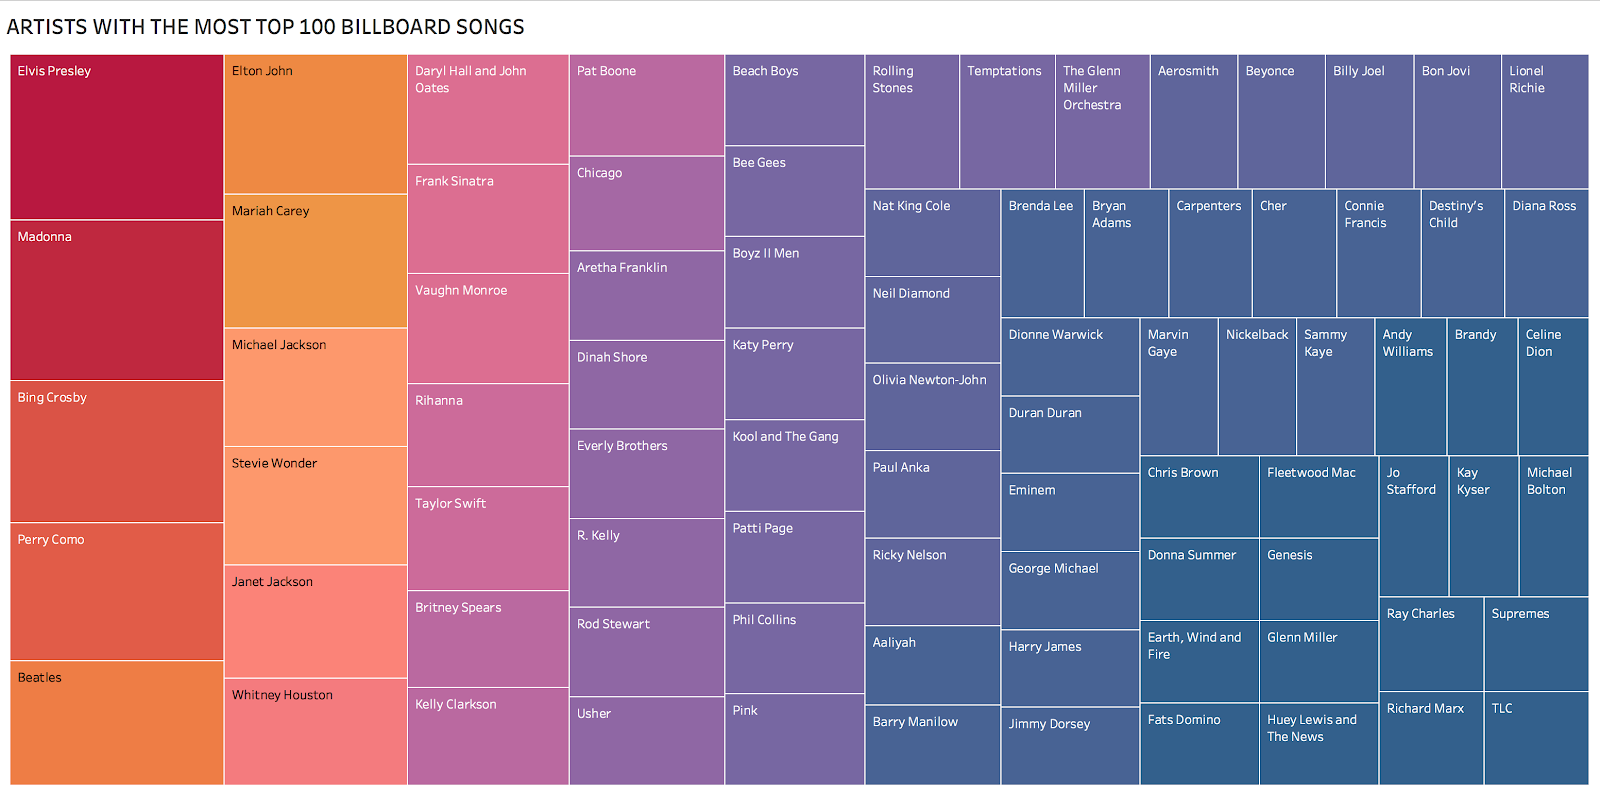 ARTISTS WITH THE MOST TOP 100 BILLBOARD SONGS
Elvis Presley
Madonna
Bing Crosby
Perry Como
Beatles
Elton John
Mariah Carey
Michael Jackson
Stevie Wonder
Janet Jackson
Whitney Houston
Daryl Hall and John
Oates
Frank Sinatra
Vaughn Monroe
Rihanna
Taylor Swift
Britney Spears
Kelly Clarkson
Pat Boone
Chicago
Aretha Franklin
Dinah Shore
Everly Brothers
R. Kelly
Rod Stewart
Usher
Beach Boys
Bee Gees
Boyz II Men
Katy Perry
Kool and The Gang
Patti Page
Phil Collins
Pink
Rolling
Stones
Temptations
The Glenn
Miller
Orchestra
Aerosmith
Beyonce
Billy Joel
Bon Jovi
Lionel
Richie
Nat King Cole
Neil Diamond
Olivia Newton-John
Paul Anka
Ricky Nelson
Aaliyah
Barry Manilow
Brenda Lee
Bryan
Adams
Carpenters
Cher
Connie
Francis
Destiny's
Child
Diana Ross
Dionne Warwick
Duran Duran
Eminem
George Michael
Harry James
Jimmy Dorsey
Marvin
Gaye
Nickelback
Sammy
Kaye
Andy
Williams
Brandy
Celine
Dion
Chris Brown
Donna Summer
Earth, Wind and
Fire
Fats Domino
Fleetwood Mac
Genesis
Glenn Miller
Huey Lewis and
The News
Jo
Stafford
Kay
Kyser
Michael
Bolton
Ray Charles
Supremes
Richard Marx
TLC